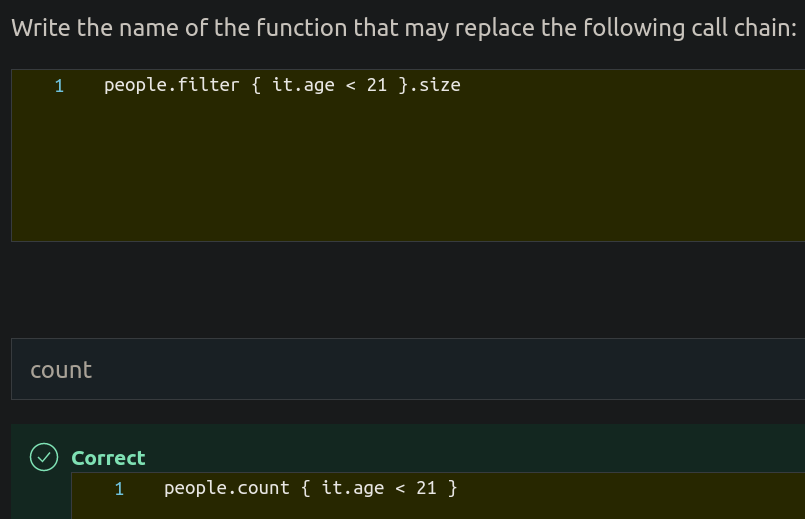 Write the name of the function that may replace the following call chain:
1 people.filter { it.age < 21 }.size
count
Correct
1 people.count { it.age < 21 }